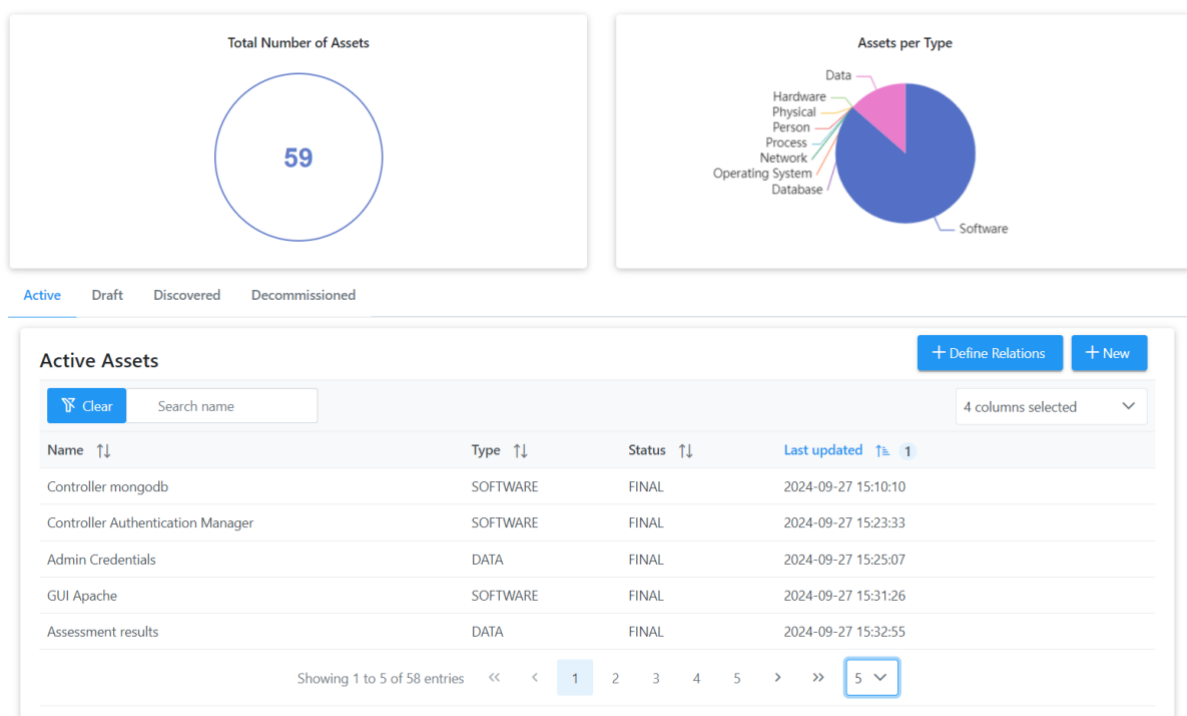 Total Number of Assets
59
Assets per Type
Data
Hardware
Physical
Person
Process
Network
Operating System
Database
Software
Active Draft Discovered Decommissioned
Active Assets
Define Relations
New
Clear
Search name
4 columns selected
Name Type Status Last updated 1
Controller mongodb SOFTWARE FINAL 2024-09-27 15:10:10
Controller Authentication Manager SOFTWARE FINAL 2024-09-27 15:23:33
Admin Credentials DATA FINAL 2024-09-27 15:25:07
GUI Apache SOFTWARE FINAL 2024-09-27 15:31:26
Assessment results DATA FINAL 2024-09-27 15:32:55
Showing 1 to 5 of 58 entries « ‹ 1 2 3 4 5 › » 5